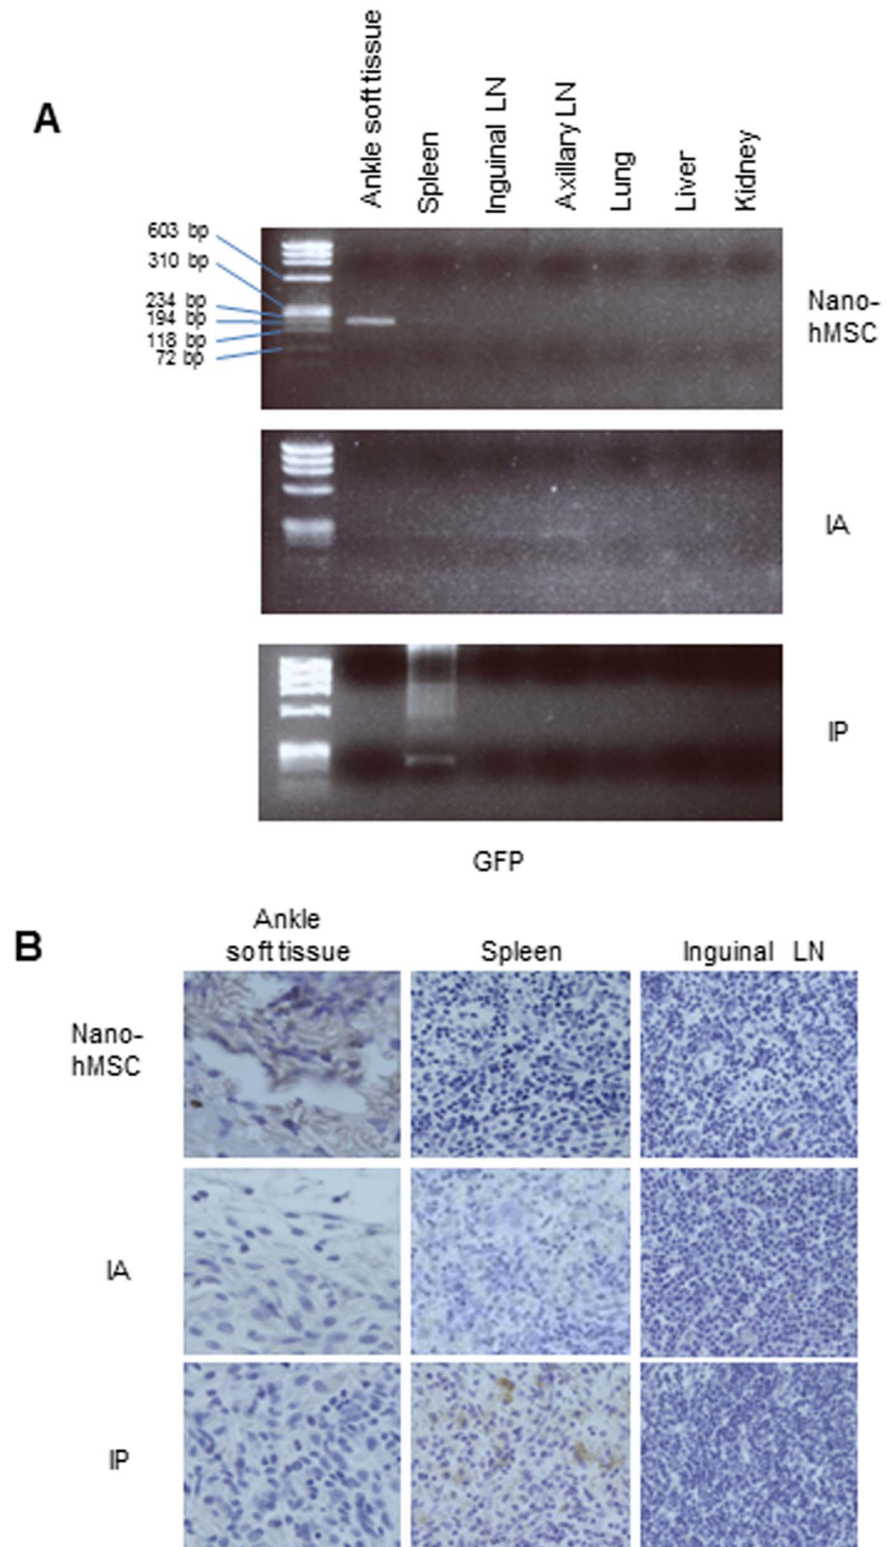 A
Ankle soft tissue
Spleen
Inguinal LN
Axillary LN
Lung
Liver
Kidney
603 bp
310 bp
234 bp
194 bp
118 bp
72 bp
Nano-
hMSC
IA
IP
GFP
B
Ankle
soft tissue
Spleen
Inguinal LN
Nano-
hMSC
IA
IP